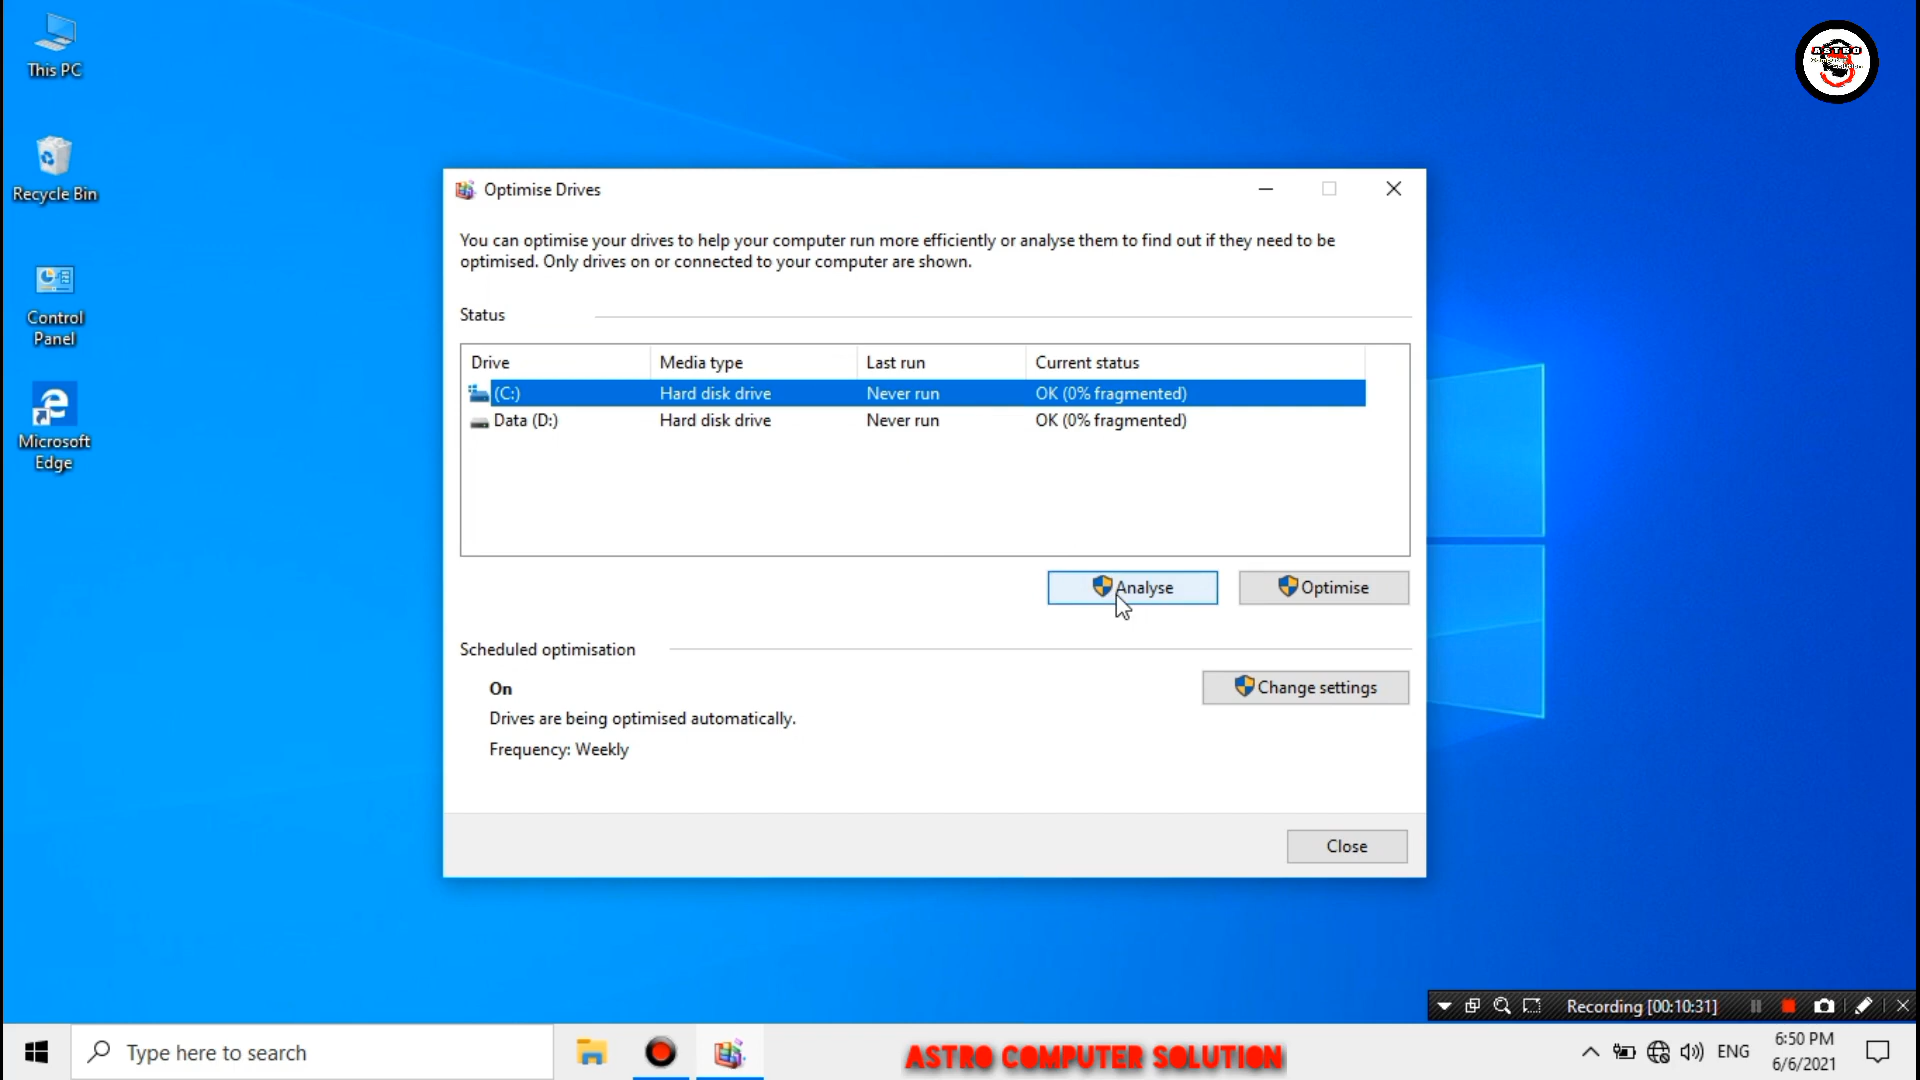 This PC
Recycle Bin
Control
Panel
Microsoft
Edge
ASTRO
Optimise Drives
You can optimise your drives to help your computer run more efficiently or analyse them to find out if they need to be
optimised. Only drives on or connected to your computer are shown.
Status
Drive Media type Last run Current status
(C:) Hard disk drive Never run OK (0% fragmented)
Data (D:) Hard disk drive Never run OK (0% fragmented)
Analyse Optimise
Scheduled optimisation
On
Change settings
Drives are being optimised automatically.
Frequency: Weekly
Close
Recording [00:10:31]
Type here to search
ASTRO COMPUTER SOLUTION
ENG
6:50 PM
6/6/2021